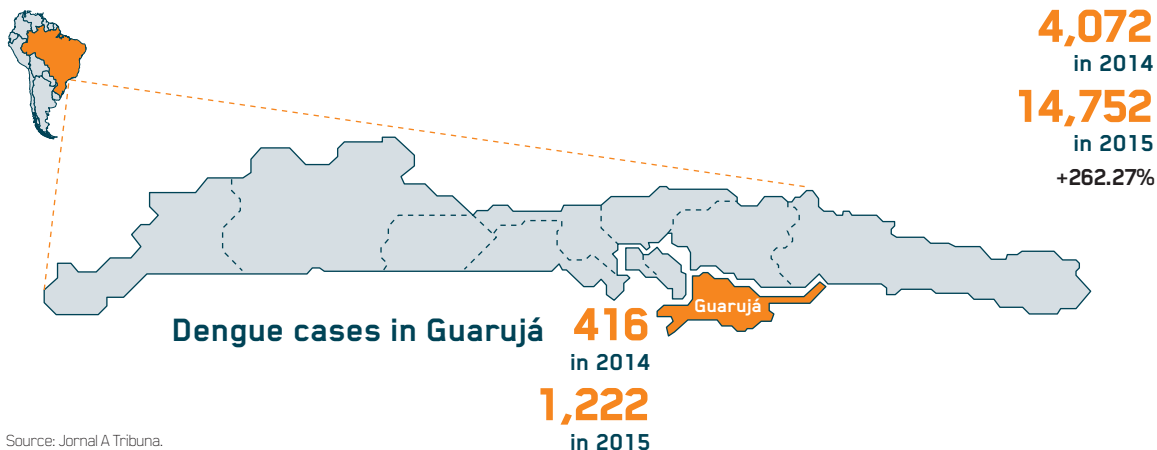 4,072
in 2014
14,752
in 2015
+262.27%
Guarujá
Dengue cases in Guarujá
416
in 2014
1,222
in 2015
Source: Jornal A Tribuna.